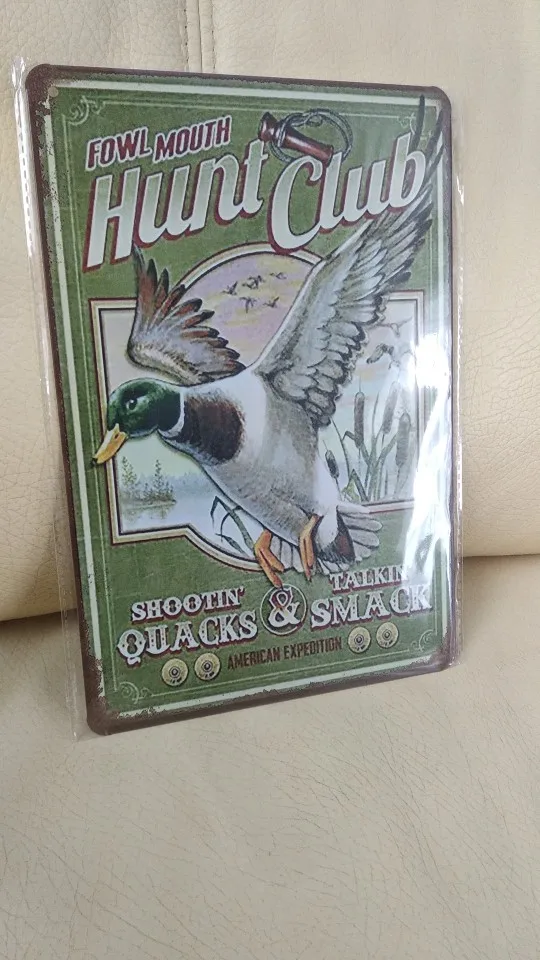 FOWL MOUTH
Hunt Club
SHOOTIN' & TALKIN'
QUACKS SMACK
AMERICAN EXPEDITION